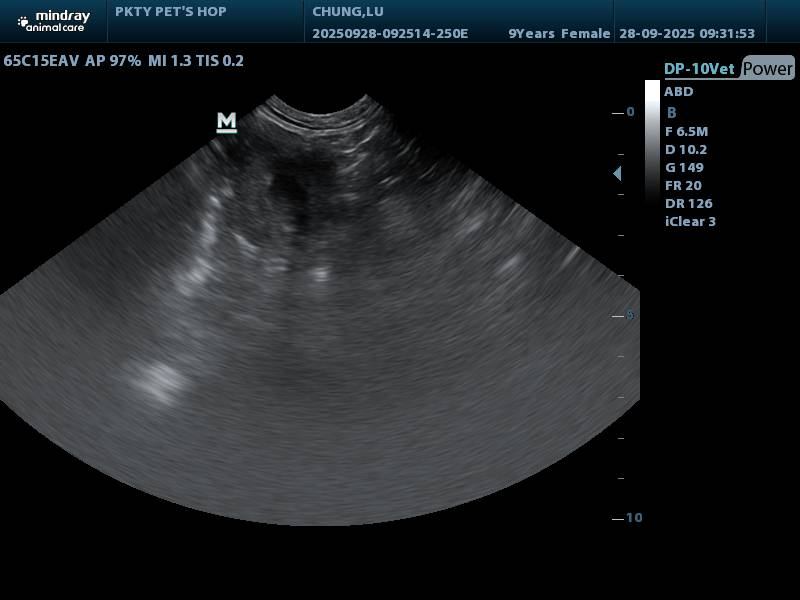 mindray
animal care
PKTY PET'S HOP
CHUNG,LU
20250928-092514-250E
9Years Female
28-09-2025 09:31:53
65C15EAV AP 97% MI 1.3 TIS 0.2
DP-10Vet
Power
M
ABD
B
F 6.5M
D 10.2
G 149
FR 20
DR 126
iClear 3
0
5
10